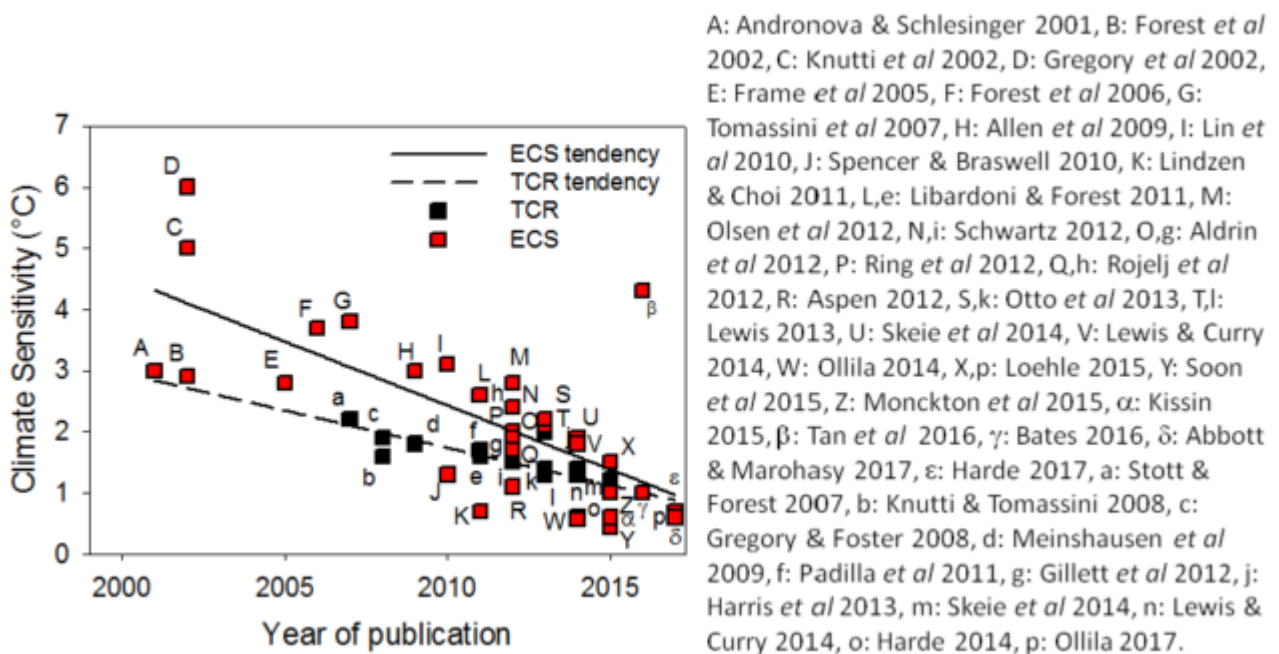 7
6
5
4
3
2
1
0
Climate Sensitivity (°C)
2000 2005 2010 2015
Year of publication
ECS tendency
TCR tendency
TCR
ECS
D
C
A
B
E
F
G
H
I
J
K
L
M
N
h
P
O
S
T
U
V
X
β
a
c
b
d
f
e
g
i
Q
R
k
l
j
n
m
W
o
Z
α
Y
γ
p
ε
δ
A: Andronova & Schlesinger 2001, B: Forest et al
2002, C: Knutti et al 2002, D: Gregory et al 2002,
E: Frame et al 2005, F: Forest et al 2006, G:
Tomassini et al 2007, H: Allen et al 2009, I: Lin et
al 2010, J: Spencer & Braswell 2010, K: Lindzen
& Choi 2011, L,e: Libardoni & Forest 2011, M:
Olsen et al 2012, N,i: Schwartz 2012, O,g: Aldrin
et al 2012, P: Ring et al 2012, Q,h: Rojelj et al
2012, R: Aspen 2012, S,k: Otto et al 2013, T,l:
Lewis 2013, U: Skeie et al 2014, V: Lewis & Curry
2014, W: Ollila 2014, X,p: Loehle 2015, Y: Soon
et al 2015, Z: Monckton et al 2015, α: Kissin
2015, β: Tan et al 2016, γ: Bates 2016, δ: Abbott
& Marohasy 2017, ε: Harde 2017, a: Stott &
Forest 2007, b: Knutti & Tomassini 2008, c:
Gregory & Foster 2008, d: Meinshausen et al
2009, f: Padilla et al 2011, g: Gillett et al 2012, j:
Harris et al 2013, m: Skeie et al 2014, n: Lewis &
Curry 2014, o: Harde 2014, p: Ollila 2017.